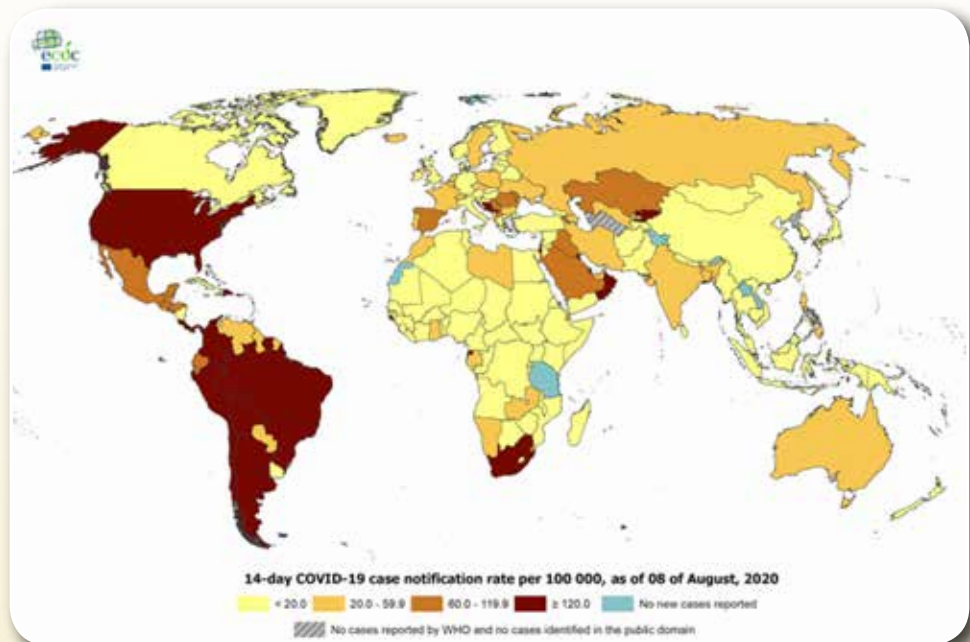 ecdc
14-day COVID-19 case notification rate per 100 000, as of 08 of August, 2020
< 20.0 20.0 - 59.9 60.0 - 119.9 ≥ 120.0 No new cases reported
No cases reported by WHO and no cases identified in the public domain